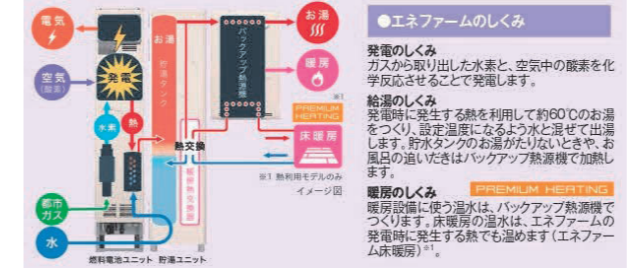 電気
空気
(酸素)
発電
熱
水素
都市
ガス
水
燃料電池ユニット
お湯
貯湯タンク
熱交換
暖房熱交換器
貯湯ユニット
バックアップ熱源機
お湯
暖房
※1
PREMIUM
HEATING
床暖房
※1 熱利用モデルのみ
イメージ図
●エネファームのしくみ
発電のしくみ
ガスから取り出した水素と、空気中の酸素を化
学反応させることで発電します。
給湯のしくみ
発電時に発生する熱を利用して約60℃のお湯
をつくり、設定温度になるよう水と混ぜて出湯
します。貯水タンクのお湯がたりないときや、お
風呂の追いだきはバックアップ熱源機で加熱し
ます。
暖房のしくみ PREMIUM HEATING
暖房設備に使う温水は、バックアップ熱源機で
つくります。床暖房の温水は、エネファームの
発電時に発生する熱でも温めます(エネファー
ム床暖房)※1。